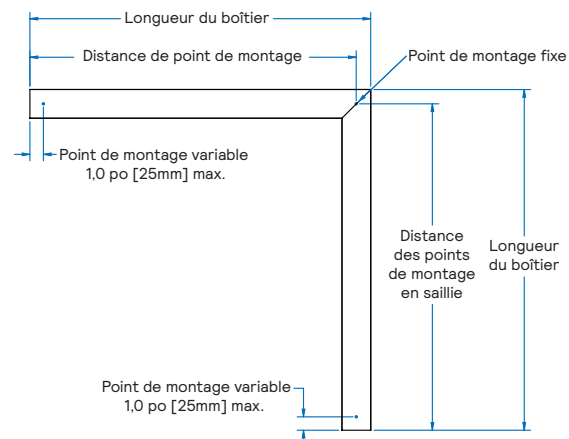 Longueur du boîtier
Distance de point de montage
Point de montage fixe
Point de montage variable
1,0 po [25mm] max.
Distance
des points
de montage
en saillie
Longueur
du boîtier
Point de montage variable
1,0 po [25mm] max.